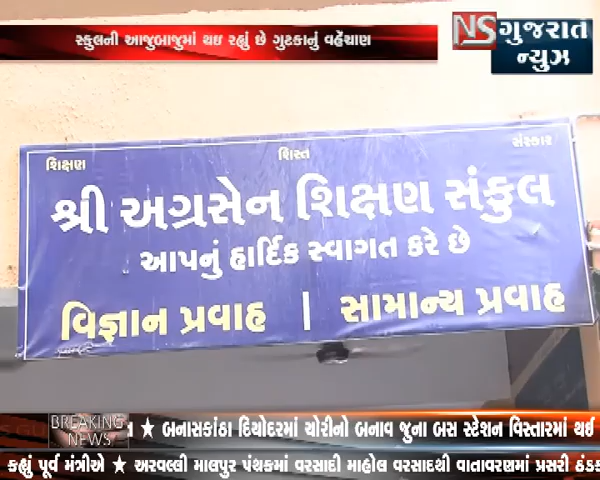 સ્કુલની આજુબાજુમાં થઇ રહ્યું છે ગુટકાનું વહેંચાણ
NS ગુજરાત
ન્યુઝ
શિક્ષણ શિસ્ત સંસ્કાર
શ્રી અગ્રસેન શિક્ષણ સંકુલ
આપનું હાર્દિક સ્વાગત કરે છે
વિજ્ઞાન પ્રવાહ | સામાન્ય પ્રવાહ
BREAKING
NEWS
★ બનાસકાંઠા દિયોદરમાં ચોરીનો બનાવ જુના બસ સ્ટેશન વિસ્તારમાં થઈ
કહ્યું પૂર્વ મંત્રીએ ★ અરવલ્લી માલપુર પંથકમાં વરસાદી માહોલ વરસાદથી વાતાવરણમાં પ્રસરી ઠંડક